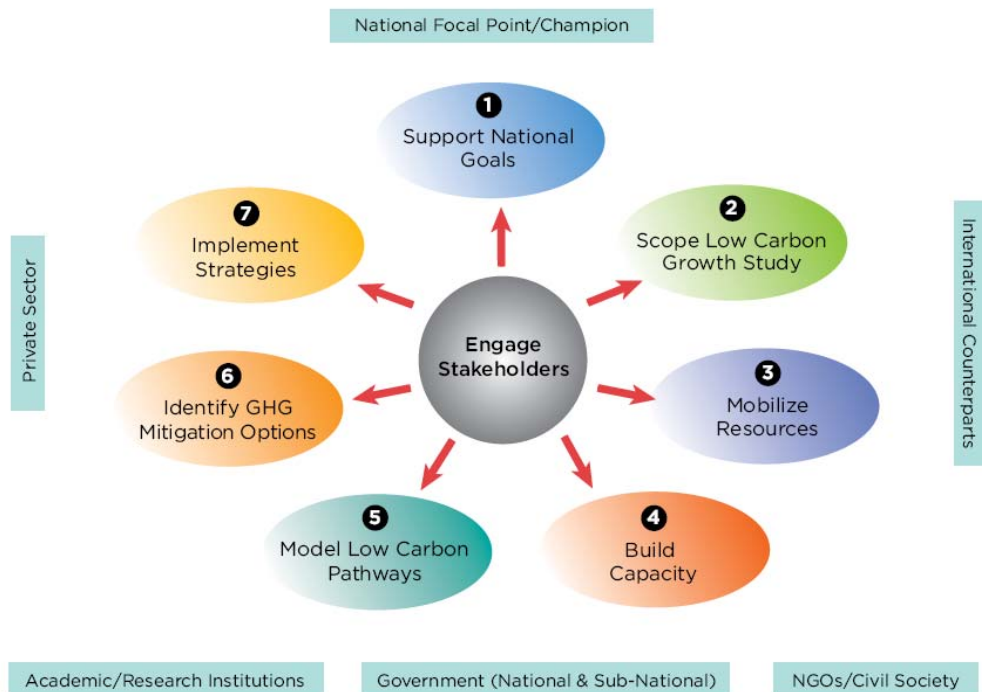 National Focal Point/Champion
1
Support National
Goals
7
Implement
Strategies
2
Scope Low Carbon
Growth Study
Private Sector
International Counterparts
Engage
Stakeholders
6
Identify GHG
Mitigation Options
3
Mobilize
Resources
5
Model Low Carbon
Pathways
4
Build
Capacity
Academic/Research Institutions
Government (National & Sub-National)
NGOs/Civil Society